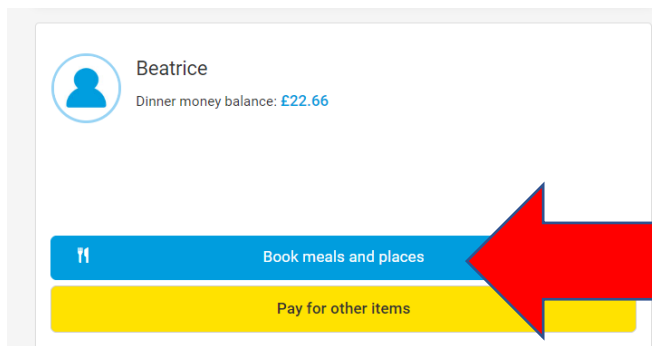 Beatrice
Dinner money balance: £22.66
Book meals and places
Pay for other items